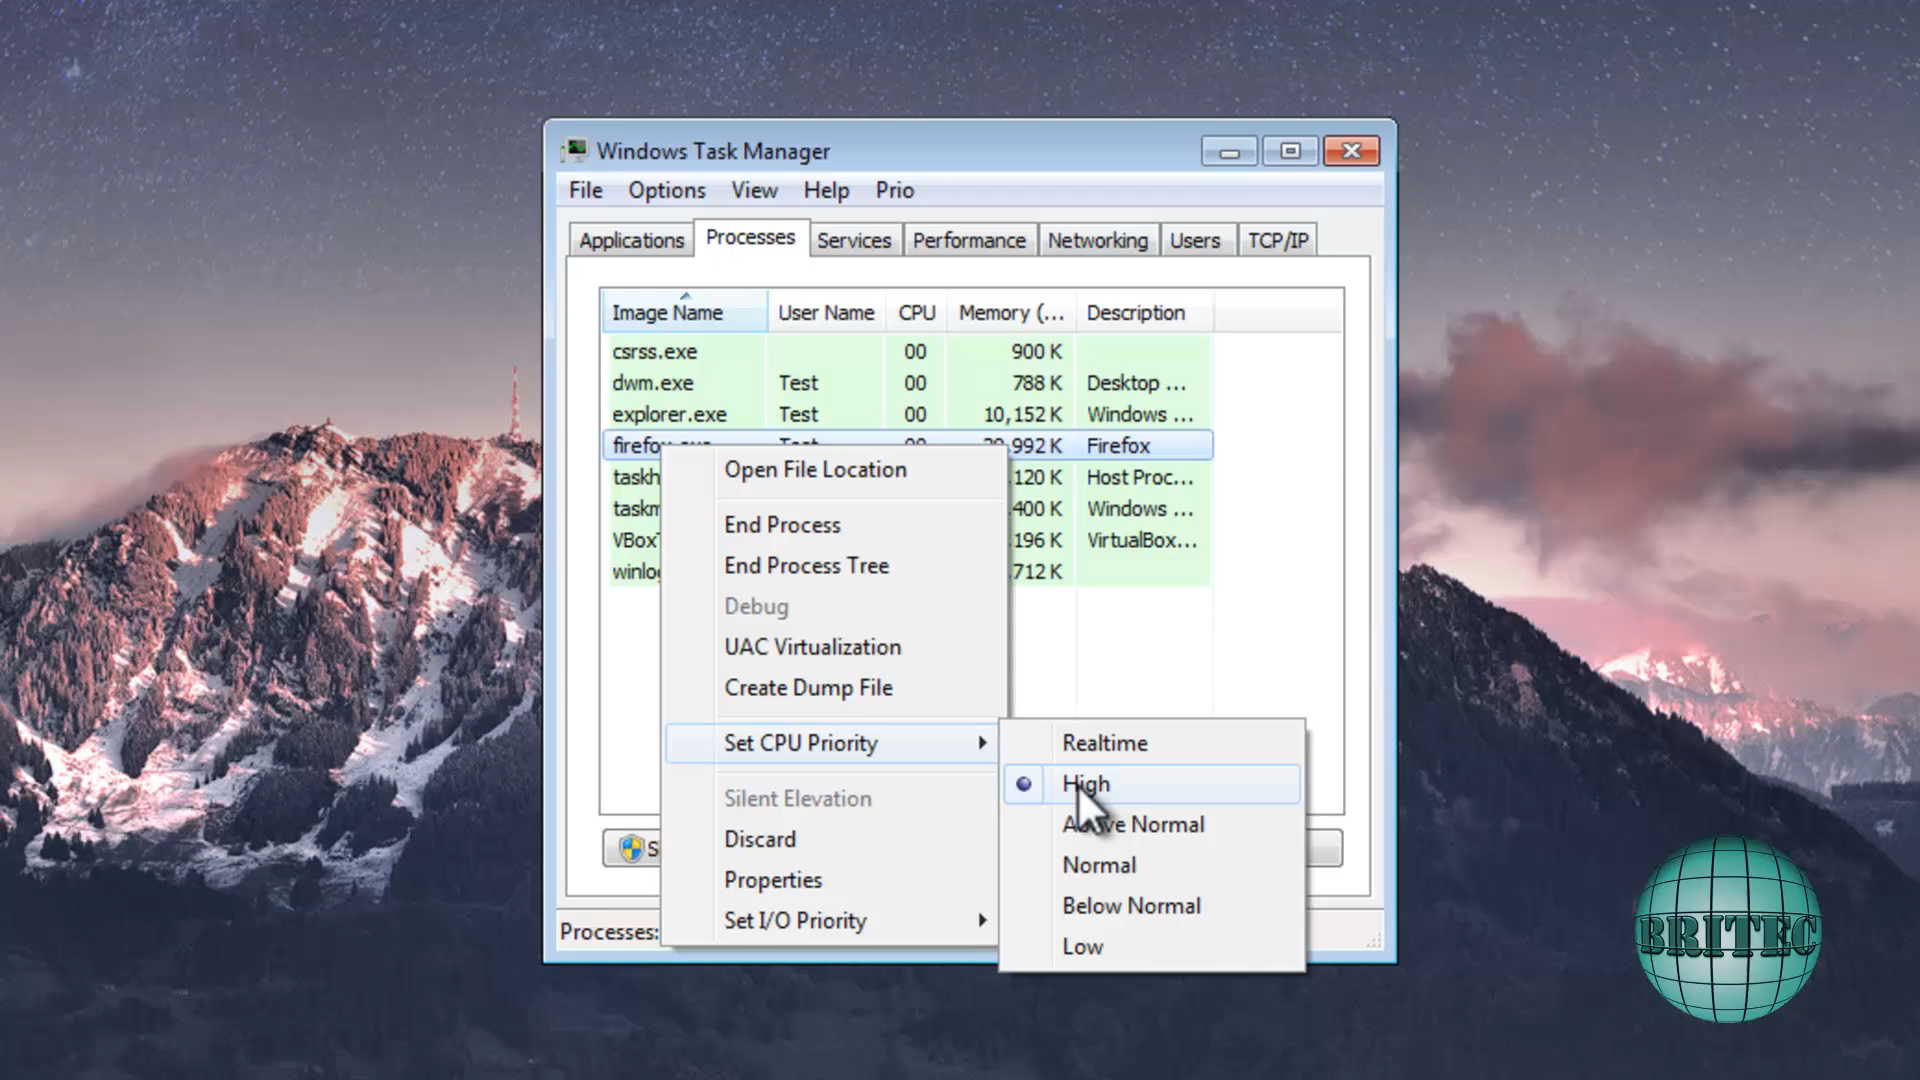 Windows Task Manager
File Options View Help Prio
Applications Processes Services Performance Networking Users TCP/IP
Image Name User Name CPU Memory (... Description
csrss.exe 00 900 K
dwm.exe Test 00 788 K Desktop ...
explorer.exe Test 00 10,152 K Windows ...
992 K Firefox
120 K Host Proc...
400 K Windows ...
196 K VirtualBox...
712 K
Open File Location
End Process
End Process Tree
Debug
UAC Virtualization
Create Dump File
Set CPU Priority
Silent Elevation
Discard
Properties
Set I/O Priority
Realtime
High
Normal
Normal
Below Normal
Low
Processes:
BRITEC